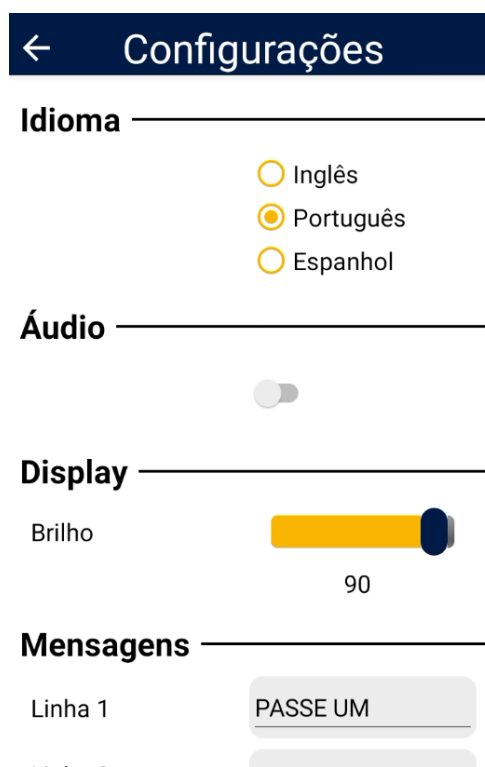 Configurações
Idioma
Inglês
Português
Espanhol
Áudio
Display
Brilho
90
Mensagens
Linha 1
PASSE UM